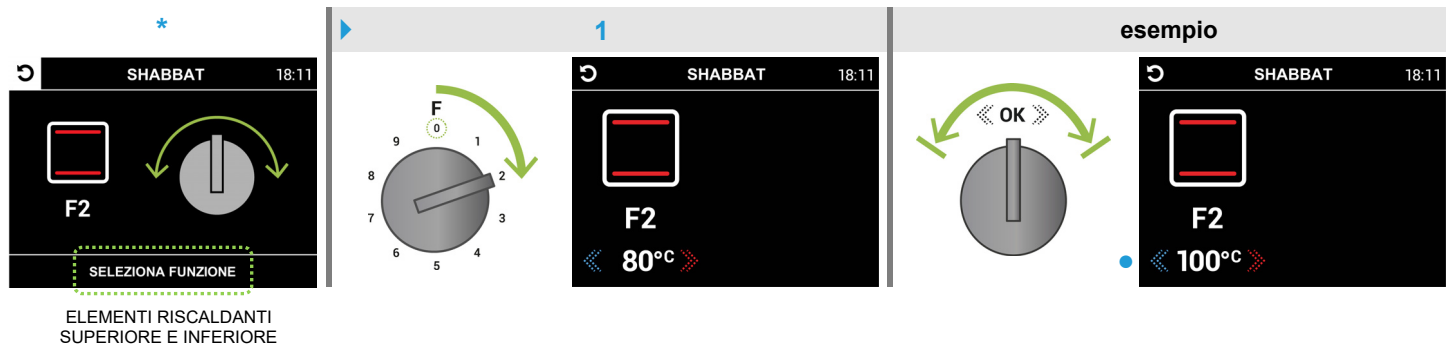 *
1
esempio
SHABBAT 18:11
F2
SELEZIONA FUNZIONE
ELEMENTI RISCALDANTI
SUPERIORE E INFERIORE
F
0
1
2
3
4
5
6
7
8
9
SHABBAT 18:11
F2
80°C
OK
SHABBAT 18:11
F2
100°C